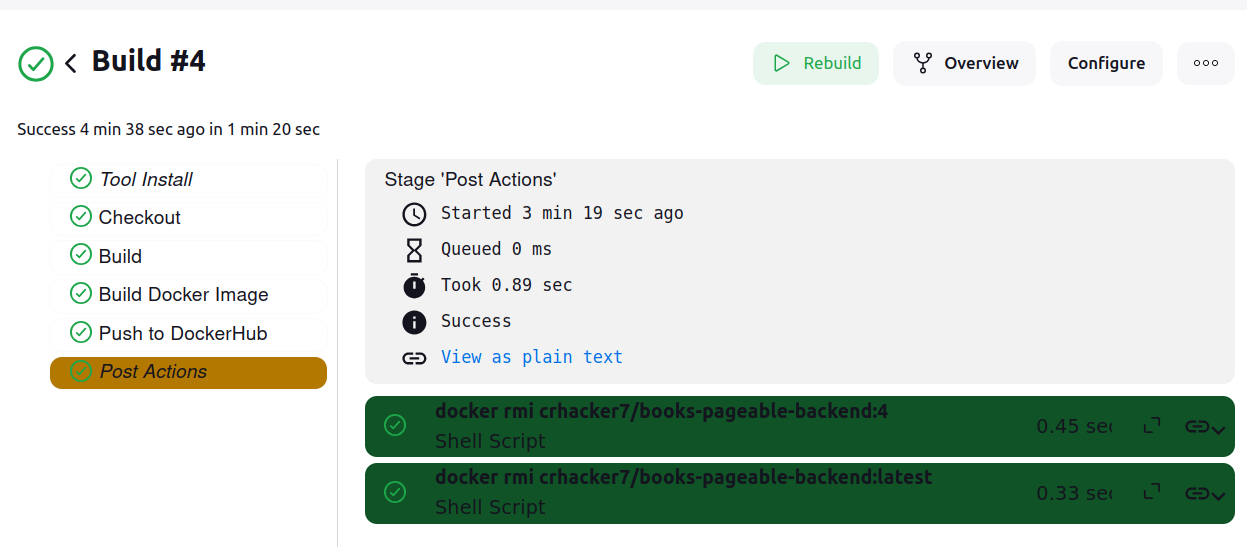 Build #4
Rebuild
Overview
Configure
Success 4 min 38 sec ago in 1 min 20 sec
Tool Install
Checkout
Build
Build Docker Image
Push to DockerHub
Post Actions
Stage 'Post Actions'
Started 3 min 19 sec ago
Queued 0 ms
Took 0.89 sec
Success
View as plain text
docker rmi crhacker7/books-pageable-backend:4
Shell Script
0.45 sec
docker rmi crhacker7/books-pageable-backend:latest
Shell Script
0.33 sec